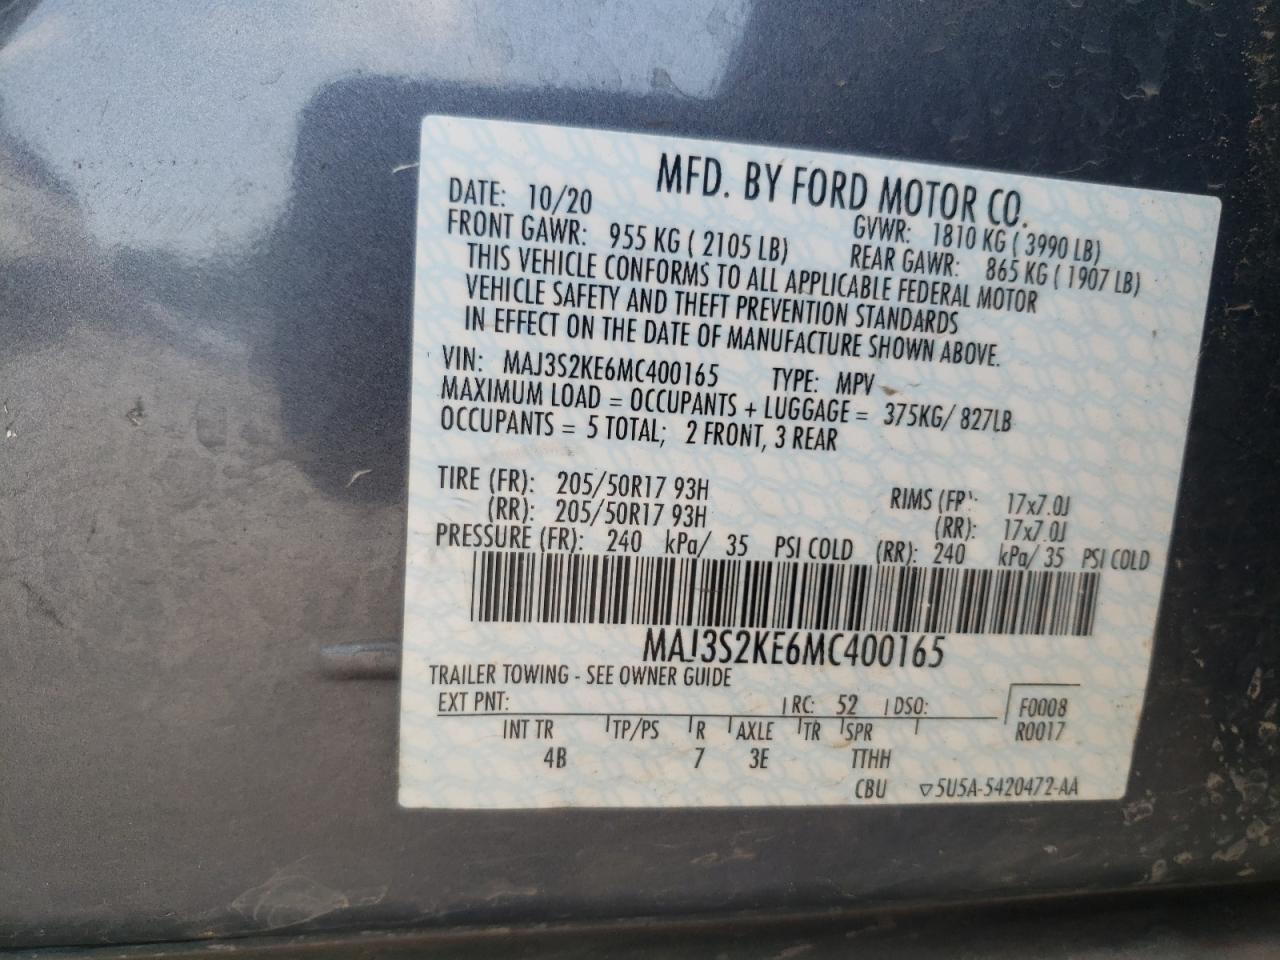 MFD. BY FORD MOTOR CO.
DATE: 10/20 GVWR: 1810 KG ( 3990 LB)
FRONT GAWR: 955 KG ( 2105 LB) REAR GAWR: 865 KG ( 1907 LB)
THIS VEHICLE CONFORMS TO ALL APPLICABLE FEDERAL MOTOR
VEHICLE SAFETY AND THEFT PREVENTION STANDARDS
IN EFFECT ON THE DATE OF MANUFACTURE SHOWN ABOVE.
VIN: MAJ3S2KE6MC400165 TYPE: MPV
MAXIMUM LOAD = OCCUPANTS + LUGGAGE = 375KG/ 827LB
OCCUPANTS = 5 TOTAL; 2 FRONT, 3 REAR
TIRE (FR): 205/50R17 93H RIMS (FR): 17x7.0J
(RR): 205/50R17 93H (RR): 17x7.0J
PRESSURE (FR): 240 kPa/ 35 PSI COLD (RR): 240 kPa/ 35 PSI COLD
MAJ3S2KE6MC400165
TRAILER TOWING - SEE OWNER GUIDE
EXT PNT: RC: 52 DSO: F0008
INT TR TP/PS R AXLE TR SPR R0017
4B 7 3E TTHH
CBU ▽5U5A-5420472-AA